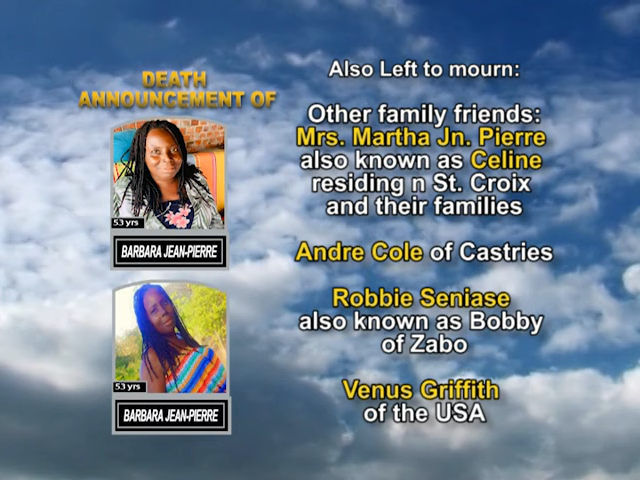 DEATH
ANNOUNCEMENT OF
53 yrs
BARBARA JEAN-PIERRE
53 yrs
BARBARA JEAN-PIERRE
Also Left to mourn:
Other family friends:
Mrs. Martha Jn. Pierre
also known as Celine
residing n St. Croix
and their families
Andre Cole of Castries
Robbie Seniase
also known as Bobby
of Zabo
Venus Griffith
of the USA